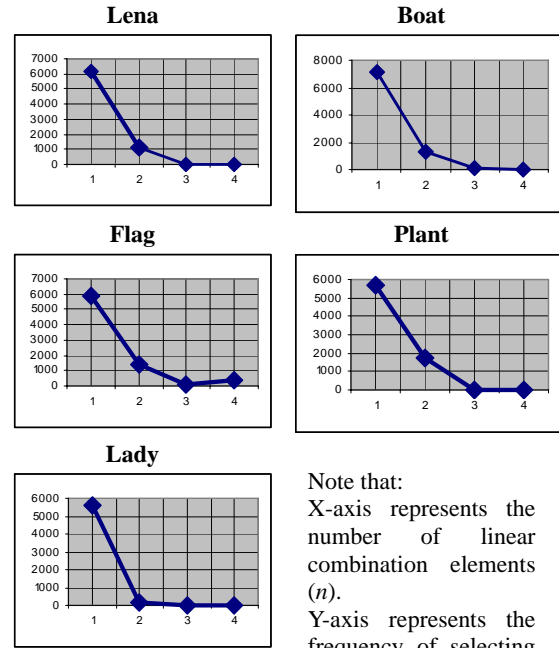 Lena
7000
6000
5000
4000
3000
2000
1000
0
1 2 3 4
Boat
8000
6000
4000
2000
0
1 2 3 4
Flag
7000
6000
5000
4000
3000
2000
1000
0
1 2 3 4
Plant
6000
5000
4000
3000
2000
1000
0
1 2 3 4
Lady
6000
5000
4000
3000
2000
1000
0
1 2 3 4
Note that:
X-axis represents the
number of linear
combination elements
(n).
Y-axis represents the
frequency of selecting